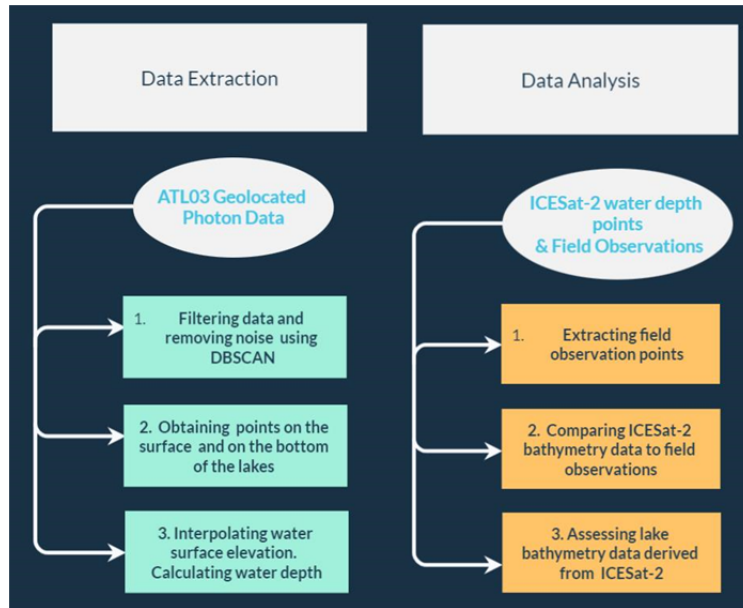 Data Extraction
ATL03 Geolocated
Photon Data
1. Filtering data and
removing noise using
DBSCAN
2. Obtaining points on the
surface and on the bottom
of the lakes
3. Interpolating water
surface elevation.
Calculating water depth
Data Analysis
ICESat-2 water depth
points
& Field Observations
1. Extracting field
observation points
2. Comparing ICESat-2
bathymetry data to field
observations
3. Assessing lake
bathymetry data derived
from ICESat-2